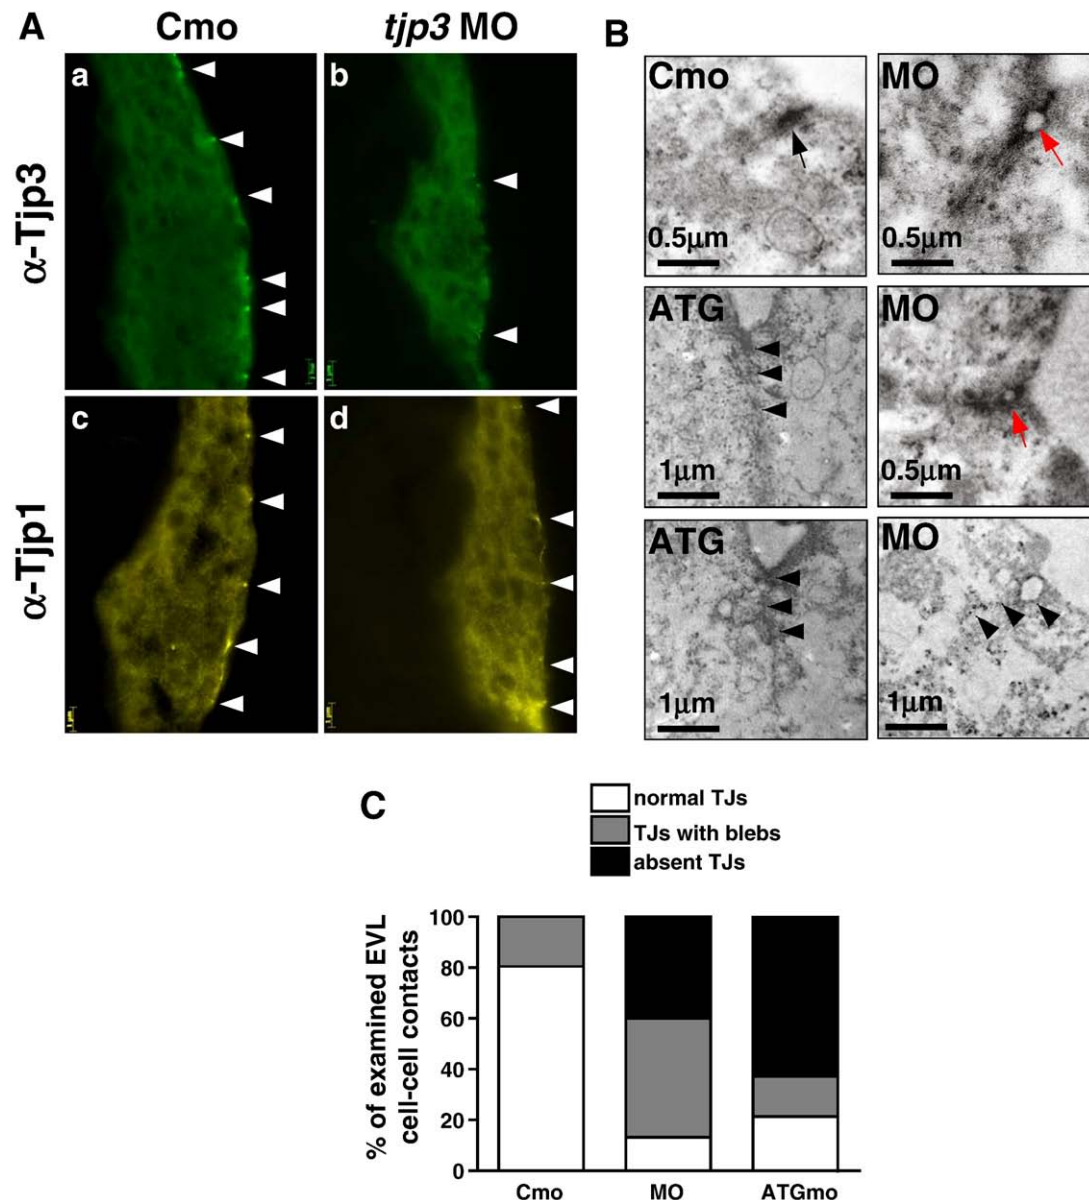 A
Cmo
tjp3 MO
α-Tjp3
a
b
α-Tjp1
c
d
B
Cmo
0.5μm
MO
0.5μm
ATG
1μm
MO
0.5μm
ATG
1μm
MO
1μm
C
normal TJs
TJs with blebs
absent TJs
% of examined EVL
cell-cell contacts
100
80
60
40
20
0
Cmo
MO
ATGmo